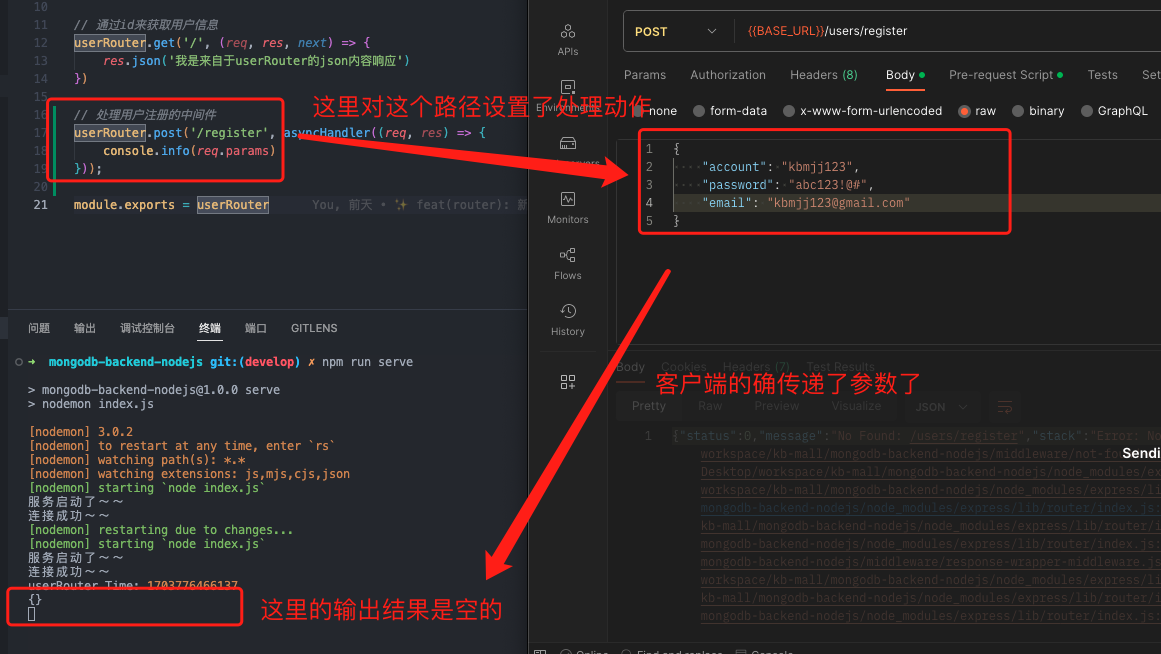 10
11 // 通过id来获取用户信息
12 userRouter.get('/', (req, res, next) => {
13 res.json('我是来自于userRouter的json内容响应')
14 })
15
16 // 处理用户注册的中间件
17 userRouter.post('/register', asyncHandler((req, res) => {
18 console.info(req.params)
19 }));
20
21 module.exports = userRouter You, 前天 • ✨ feat(router): 新
这里对这个路径设置了处理动作
问题 输出 调试控制台 终端 端口 GITLENS
➜ mongodb-backend-nodejs git:(develop) ✗ npm run serve
> mongodb-backend-nodejs@1.0.0 serve
> nodemon index.js
[nodemon] 3.0.2
[nodemon] to restart at any time, enter `rs`
[nodemon] watching path(s): *.*
[nodemon] watching extensions: js,mjs,cjs,json
[nodemon] starting `node index.js`
服务启动了~~
连接成功~~
[nodemon] restarting due to changes...
[nodemon] starting `node index.js`
服务启动了~~
连接成功~~
userRouter Time: 1703776466137
{}
这里的输出结果是空的
APIs
Environments
Monitors
Flows
History
POST {{BASE_URL}}/users/register
Params Authorization Headers (8) Body Pre-request Script Tests Set
none form-data x-www-form-urlencoded raw binary GraphQL
1 {
2 "account": "kbmjj123",
3 "password": "abc123!@#",
4 "email": "kbmjj123@gmail.com"
5 }
Body Cookies Headers (7) Test Results
客户端的确传递了参数了
Pretty Raw Preview Visualize JSON
1 {"status":0,"message":"No Found: /users/register","stack":"Error: No
workspace/kb-mall/mongodb-backend-nodejs/middleware/not-fo
Sendi
Desktop/workspace/kb-mall/mongodb-backend-nodejs/node_modules/ex
workspace/kb-mall/mongodb-backend-nodejs/node_modules/express/li
mongodb-backend-nodejs/node_modules/express/lib/router/index.js:
kb-mall/mongodb-backend-nodejs/node_modules/express/lib/router/i
mongodb-backend-nodejs/node_modules/express/lib/router/index.js:
mongodb-backend-nodejs/middleware/response-wrapper-middleware.js
workspace/kb-mall/mongodb-backend-nodejs/node_modules/express/li
kb-mall/mongodb-backend-nodejs/node_modules/express/lib/router/i
mongodb-backend-nodejs/node_modules/express/lib/router/index.js:
Online Find and replace Console